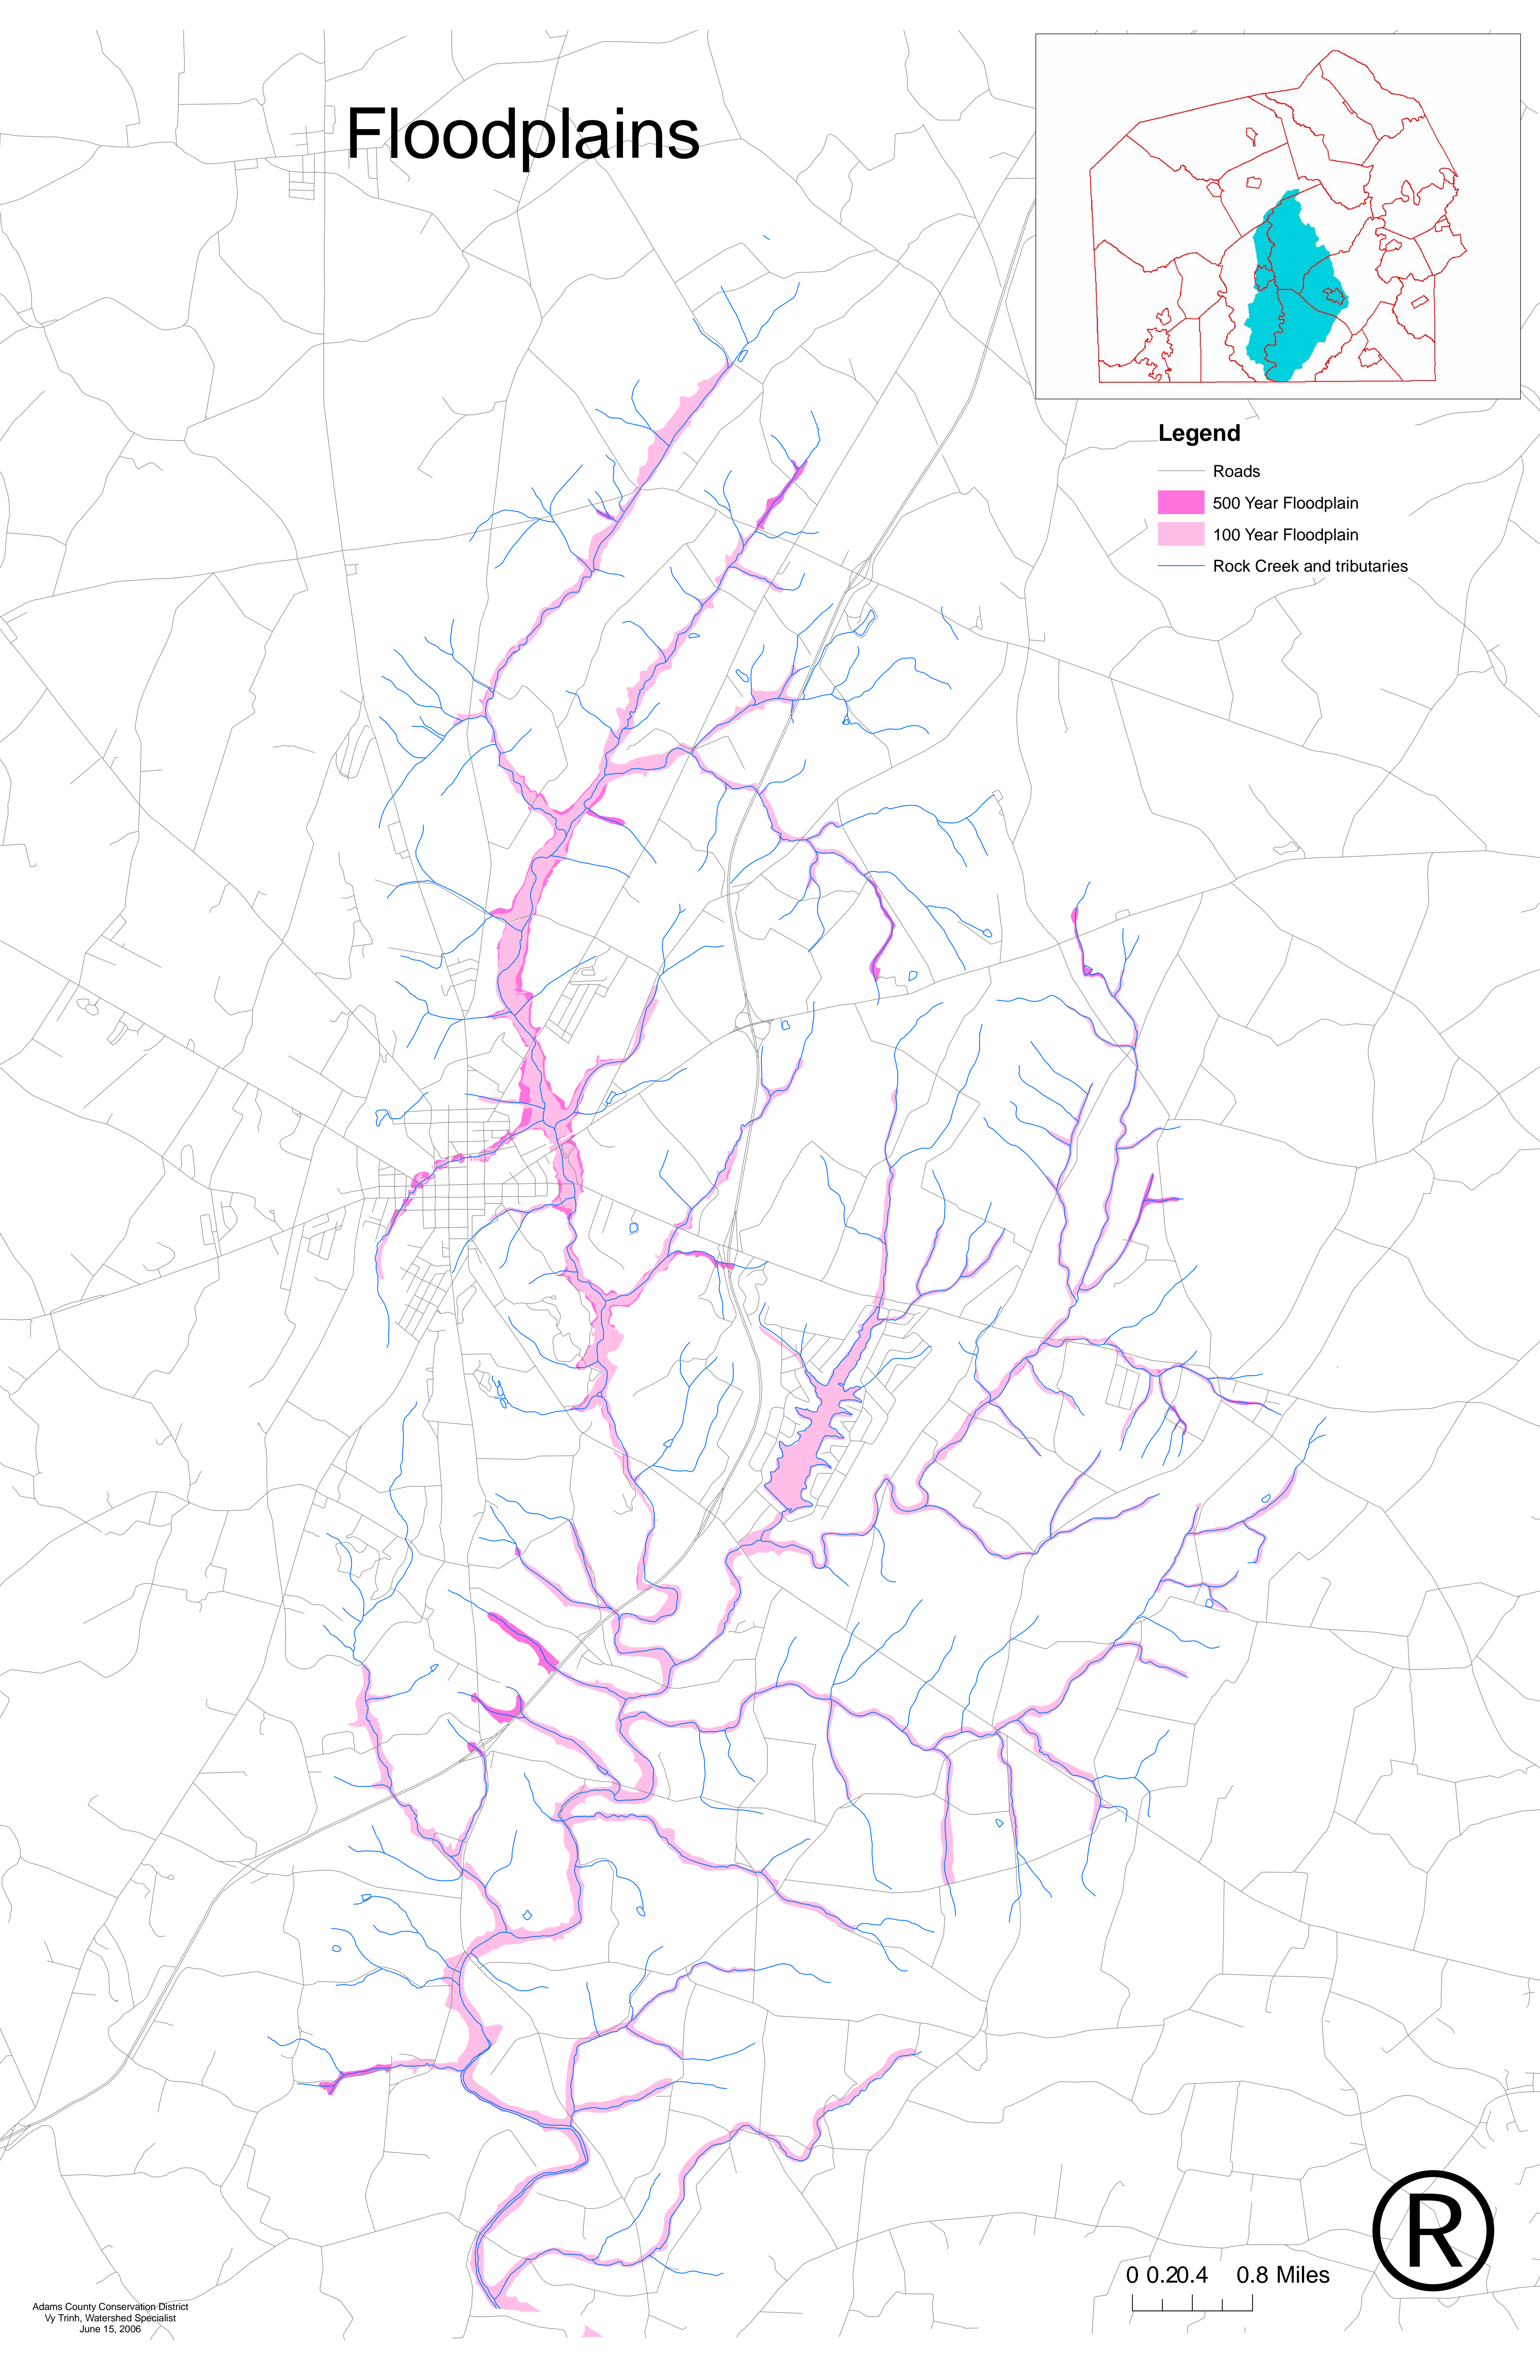 Floodplains
Legend
Roads
500 Year Floodplain
100 Year Floodplain
Rock Creek and tributaries
R
0 0.20.4 0.8 Miles
Adams County Conservation District
Vy Trinh, Watershed Specialist
June 15, 2006